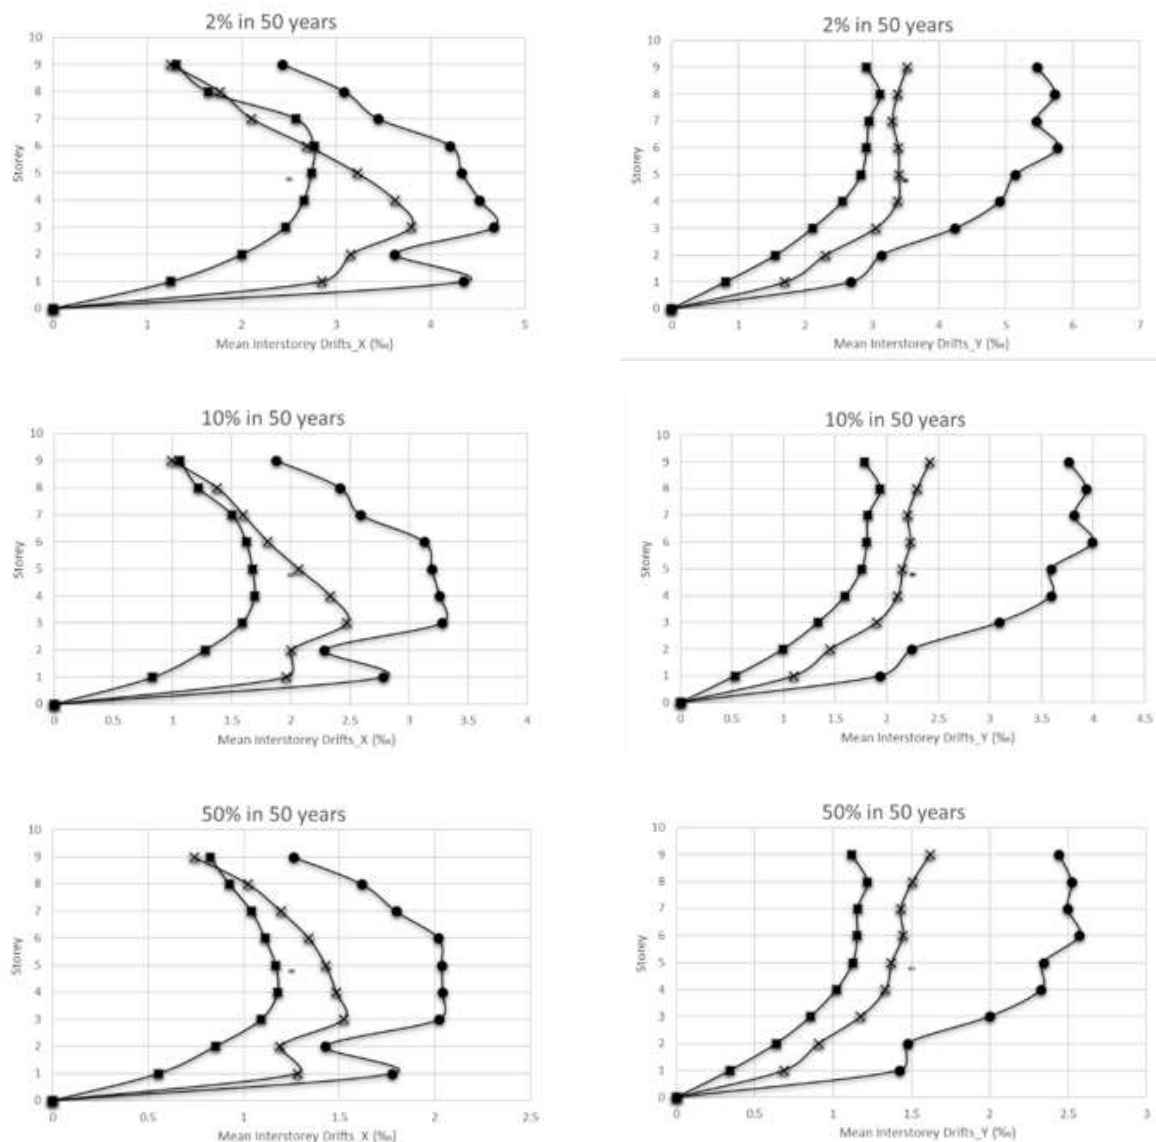 2% in 50 years
10
9
8
7
6
5
4
3
2
1
0
Storey
0 1 2 3 4 5
Mean Interstorey Drifts_X (‰)
2% in 50 years
10
9
8
7
6
5
4
3
2
1
0
Storey
0 1 2 3 4 5 6 7
Mean Interstorey Drifts_Y (‰)
10% in 50 years
10
9
8
7
6
5
4
3
2
1
0
Storey
0 0.5 1 1.5 2 2.5 3 3.5 4
Mean Interstorey Drifts_X (‰)
10% in 50 years
10
9
8
7
6
5
4
3
2
1
0
Storey
0 0.5 1 1.5 2 2.5 3 3.5 4 4.5
Mean Interstorey Drifts_Y (‰)
50% in 50 years
10
9
8
7
6
5
4
3
2
1
0
Storey
0 0.5 1 1.5 2 2.5
Mean Interstorey Drifts_X (‰)
50% in 50 years
10
9
8
7
6
5
4
3
2
1
0
Storey
0 0.5 1 1.5 2 2.5 3
Mean Interstorey Drifts_Y (‰)